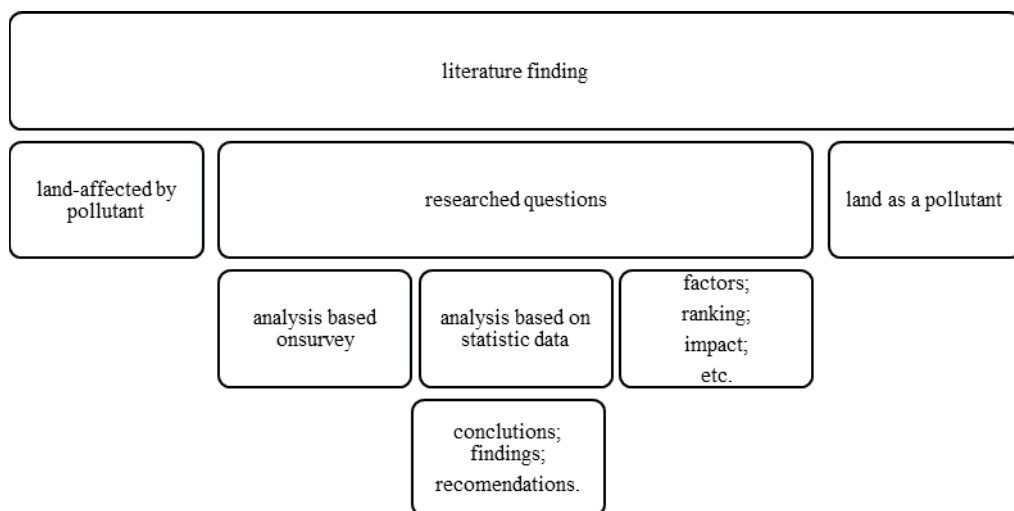 literature finding
land-affected by
pollutant
researched questions
land as a pollutant
analysis based
onsurvey
analysis based on
statistic data
factors;
ranking;
impact;
etc.
conclutions;
findings;
recomendations.